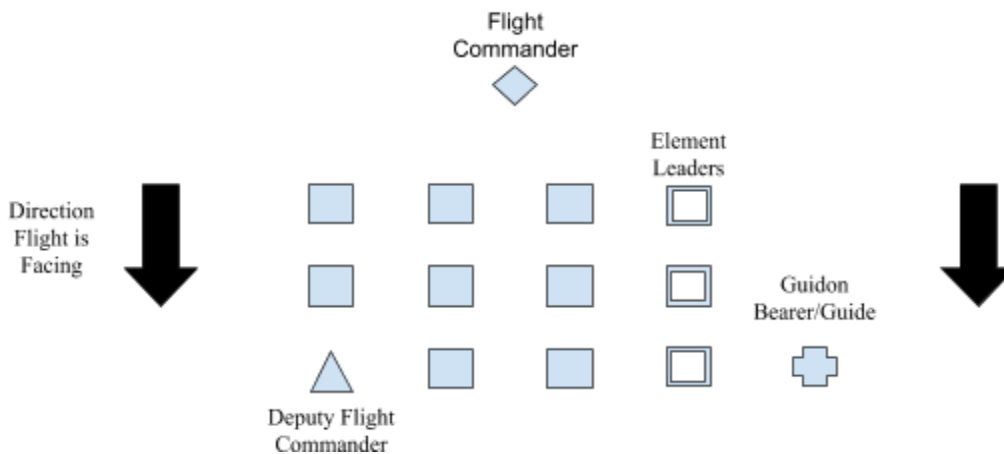 Flight
Commander
Element
Leaders
Direction
Flight is
Facing
Guidon
Bearer/Guide
Deputy Flight
Commander